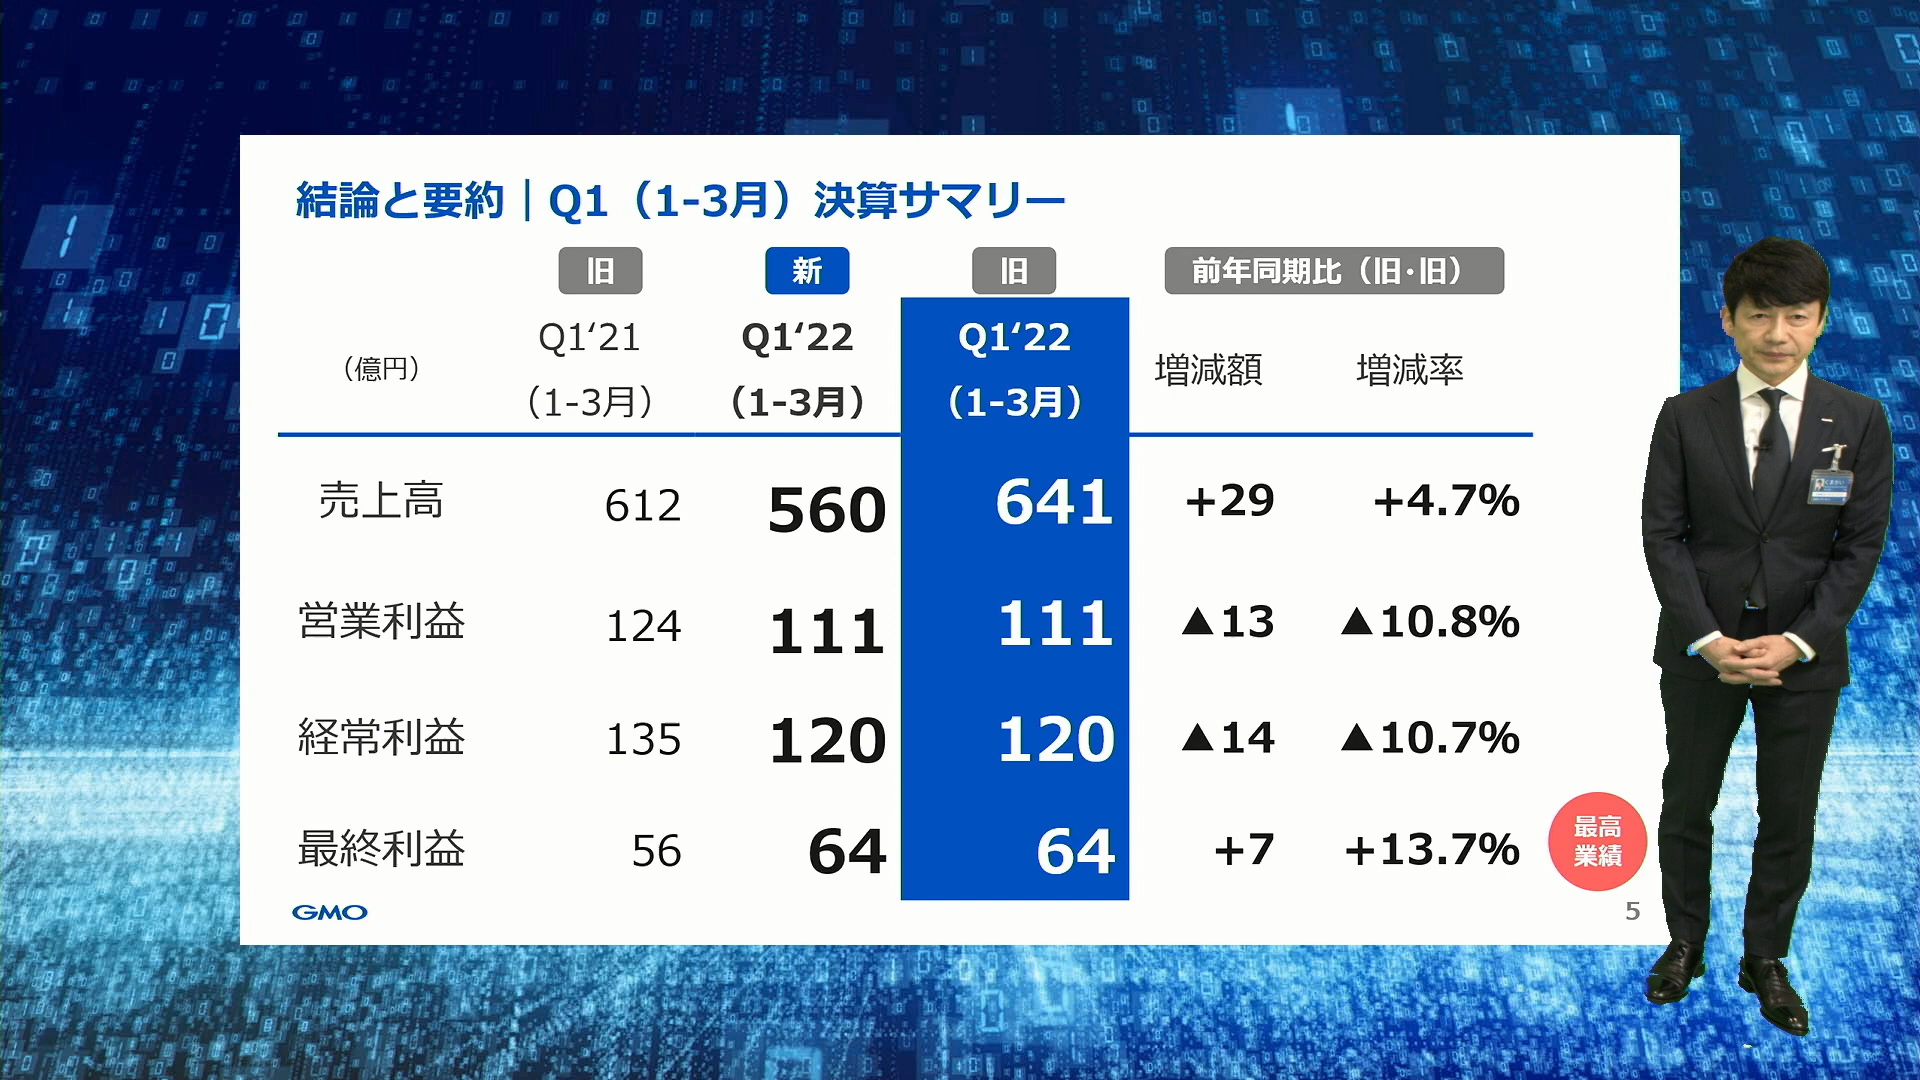 結論と要約｜Q1（1-3月）決算サマリー
旧 新 旧 前年同期比（旧・旧）
（億円） Q1‘21 Q1‘22 Q1‘22 増減額 増減率
（1-3月） （1-3月） （1-3月）
売上高 612 560 641 +29 +4.7%
営業利益 124 111 111 ▲13 ▲10.8%
経常利益 135 120 120 ▲14 ▲10.7%
最終利益 56 64 64 +7 +13.7%
最高
業績
GMO
5